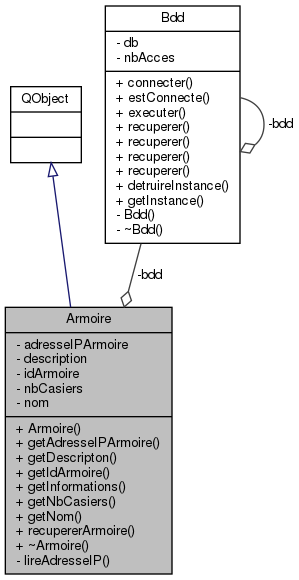 Bdd
- db
- nbAcces
+ connecter()
+ estConnecte()
+ executer()
+ recuperer()
+ recuperer()
+ recuperer()
+ recuperer()
+ detruireInstance()
+ getInstance()
- Bdd()
- ~Bdd()
QObject
-bdd
-bdd
Armoire
- adresseIPArmoire
- description
- idArmoire
- nbCasiers
- nom
+ Armoire()
+ getAdresseIPArmoire()
+ getDescripton()
+ getIdArmoire()
+ getInformations()
+ getNbCasiers()
+ getNom()
+ recupererArmoire()
+ ~Armoire()
- lireAdresseIP()